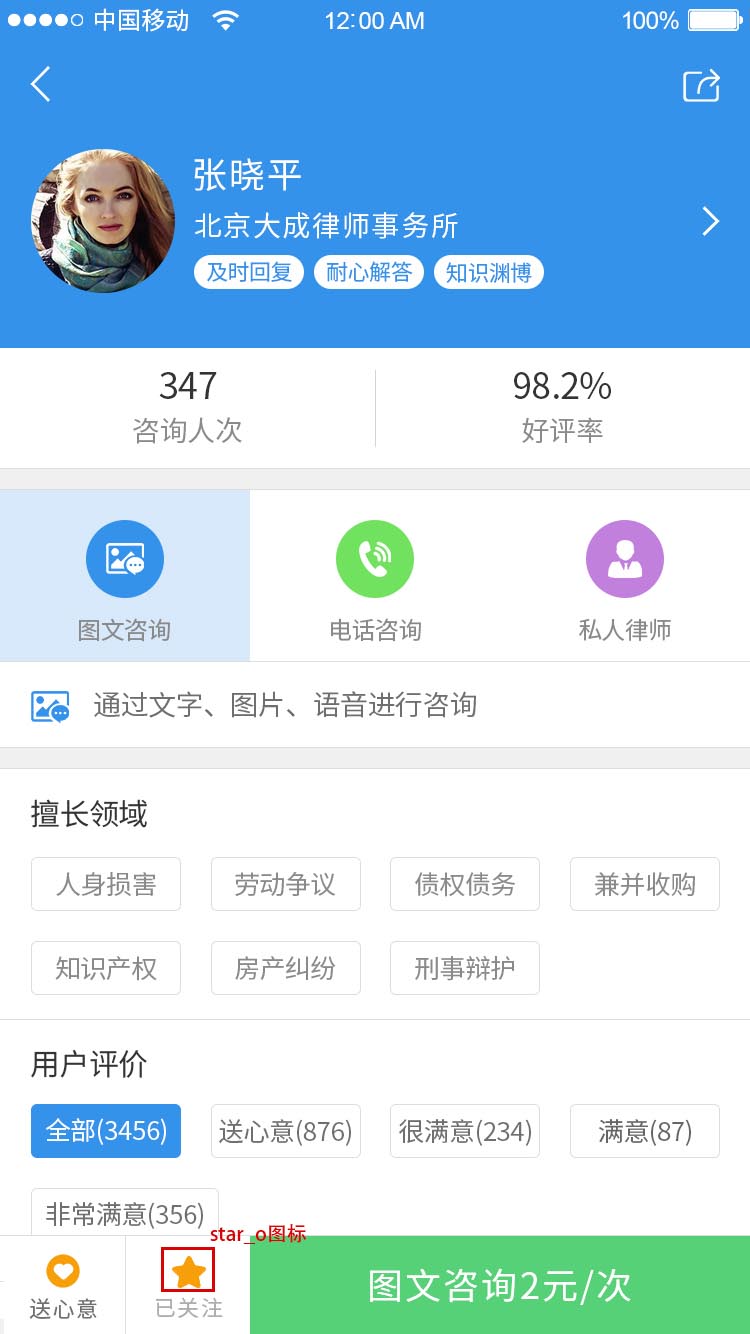 中国移动 12:00 AM 100%
张晓平
北京大成律师事务所
及时回复 耐心解答 知识渊博
347 98.2%
咨询人次 好评率
图文咨询 电话咨询 私人律师
通过文字、图片、语音进行咨询
擅长领域
人身损害 劳动争议 债权债务 兼并收购
知识产权 房产纠纷 刑事辩护
用户评价
全部(3456) 送心意(876) 很满意(234) 满意(87)
非常满意(356)
star_o图标
送心意 已关注 图文咨询2元/次